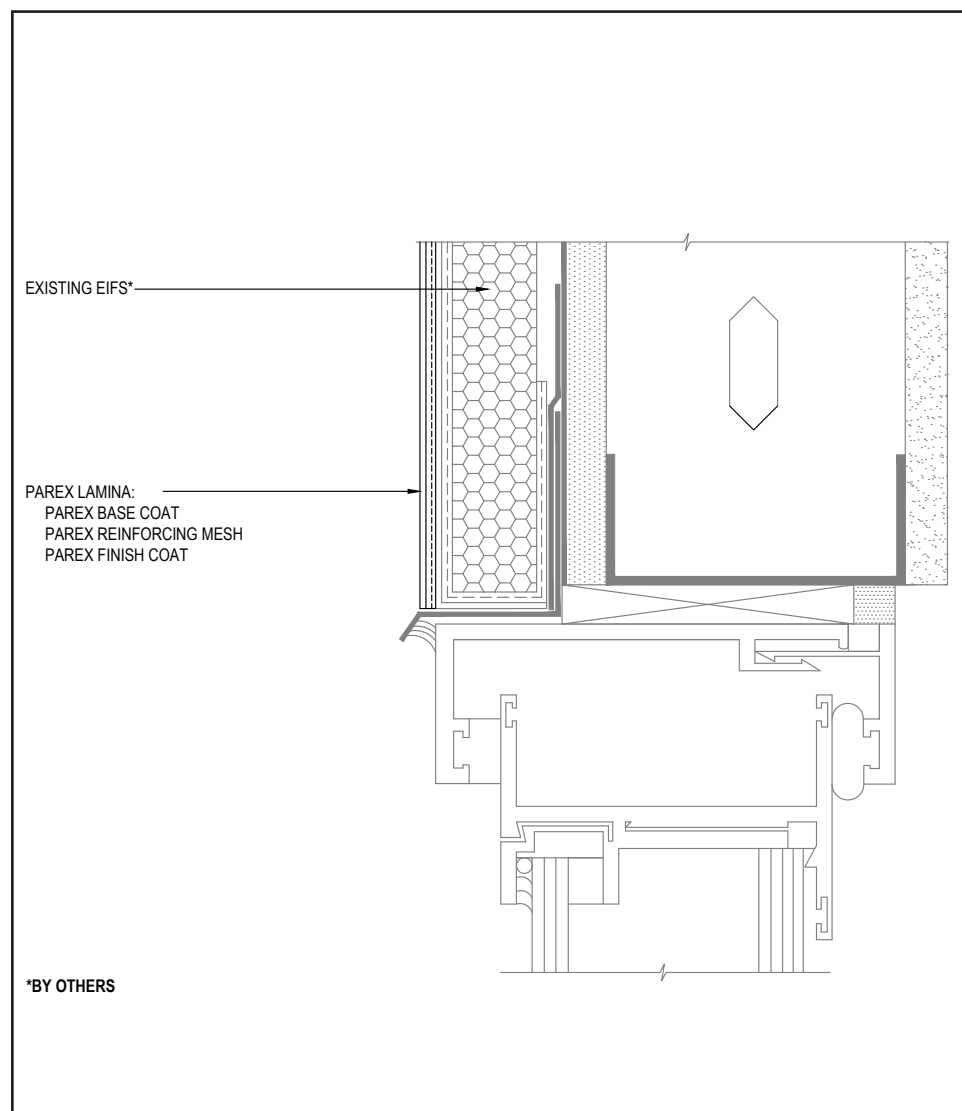 EXISTING EIFS*
PAREX LAMINA:
PAREX BASE COAT
PAREX REINFORCING MESH
PAREX FINISH COAT
*BY OTHERS